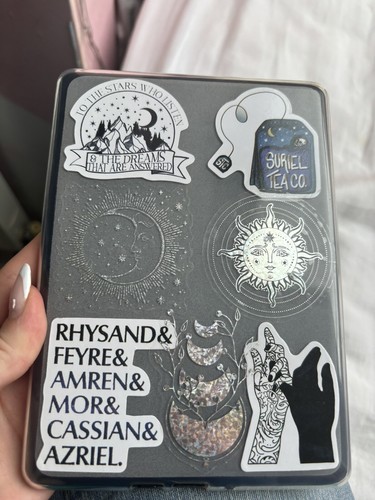 TO THE STARS WHO LISTEN
& THE DREAMS
THAT ARE ANSWERED
STC
SURIEL
TEA CO.
RHYSAND&
FEYRE&
AMREN&
MOR&
CASSIAN&
AZRIEL.